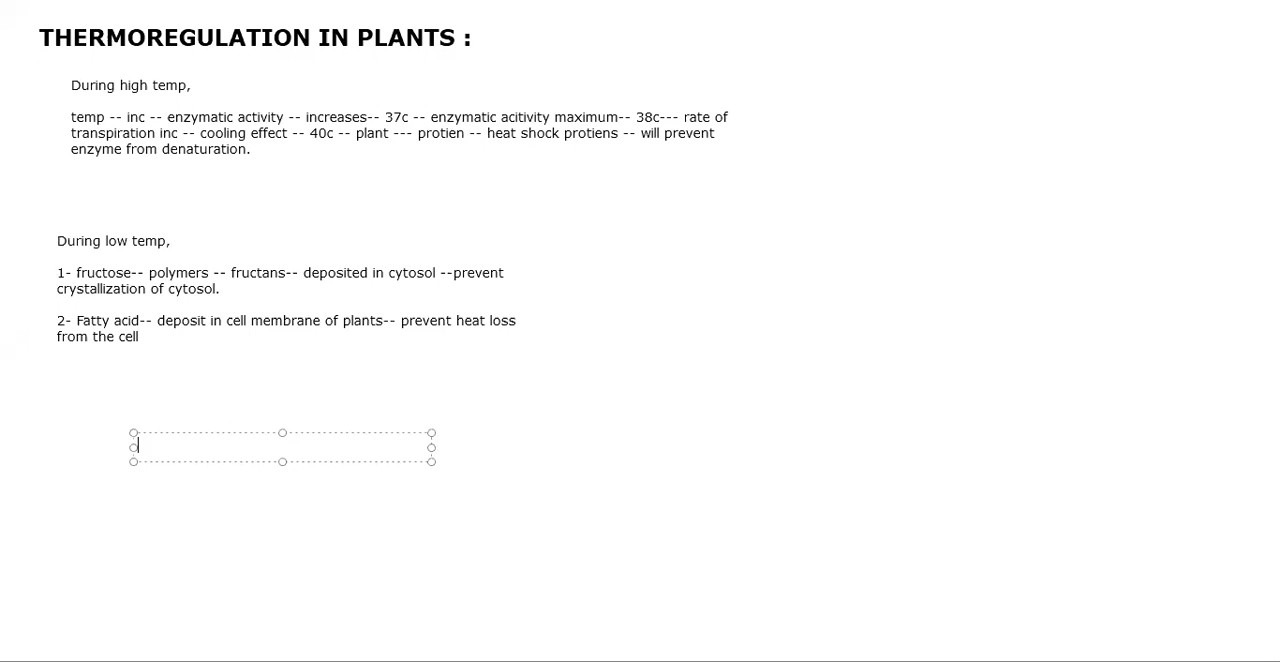 THERMOREGULATION IN PLANTS :
During high temp,
temp -- inc -- enzymatic activity -- increases-- 37c -- enzymatic acitivity maximum-- 38c--- rate of
transpiration inc -- cooling effect -- 40c -- plant --- protien -- heat shock protiens -- will prevent
enzyme from denaturation.
During low temp,
1- fructose-- polymers -- fructans-- deposited in cytosol --prevent
crystallization of cytosol.
2- Fatty acid-- deposit in cell membrane of plants-- prevent heat loss
from the cell